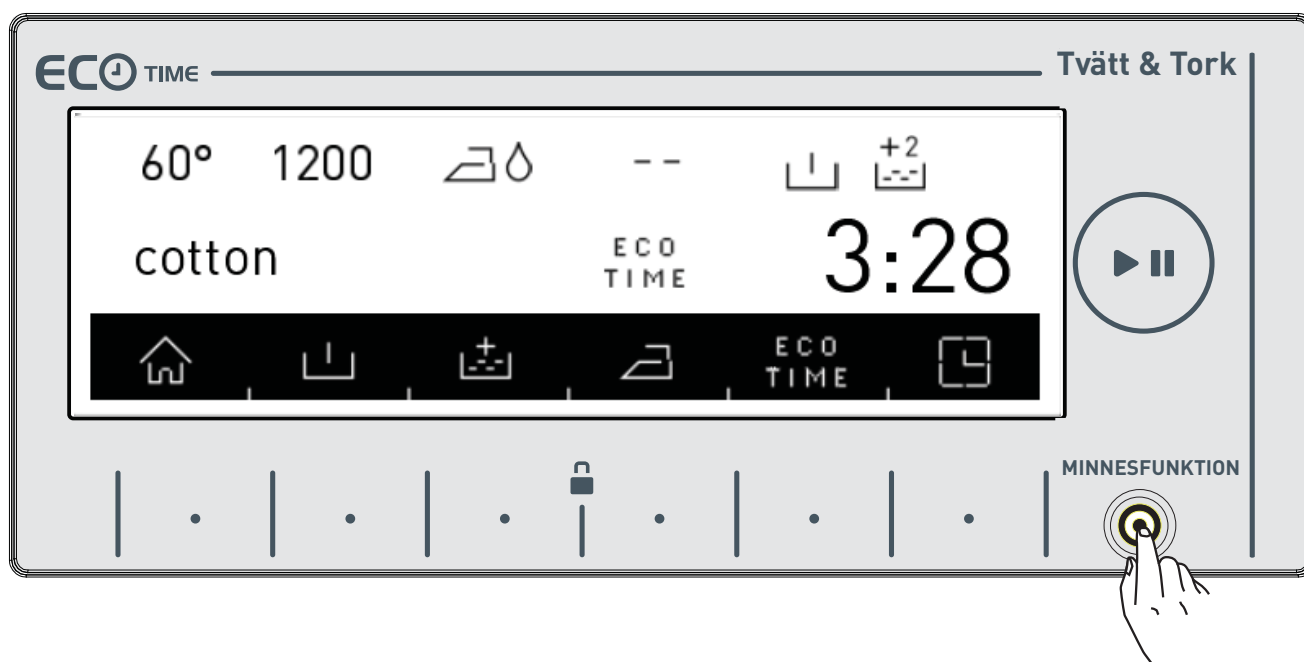 ECO TIME
Tvätt & Tork
60° 1200 -- +2
cotton
ECO
TIME
3:28
ECO
TIME
MINNESFUNKTION